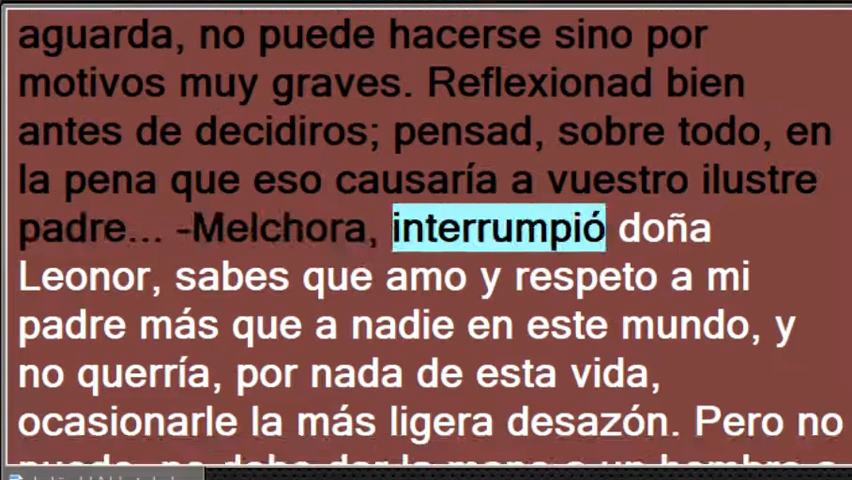 aguarda, no puede hacerse sino por
motivos muy graves. Reflexionad bien
antes de decidiros; pensad, sobre todo, en
la pena que eso causaría a vuestro ilustre
padre... -Melchora, interrumpió doña
Leonor, sabes que amo y respeto a mi
padre más que a nadie en este mundo, y
no querría, por nada de esta vida,
ocasionarle la más ligera desazón. Pero no